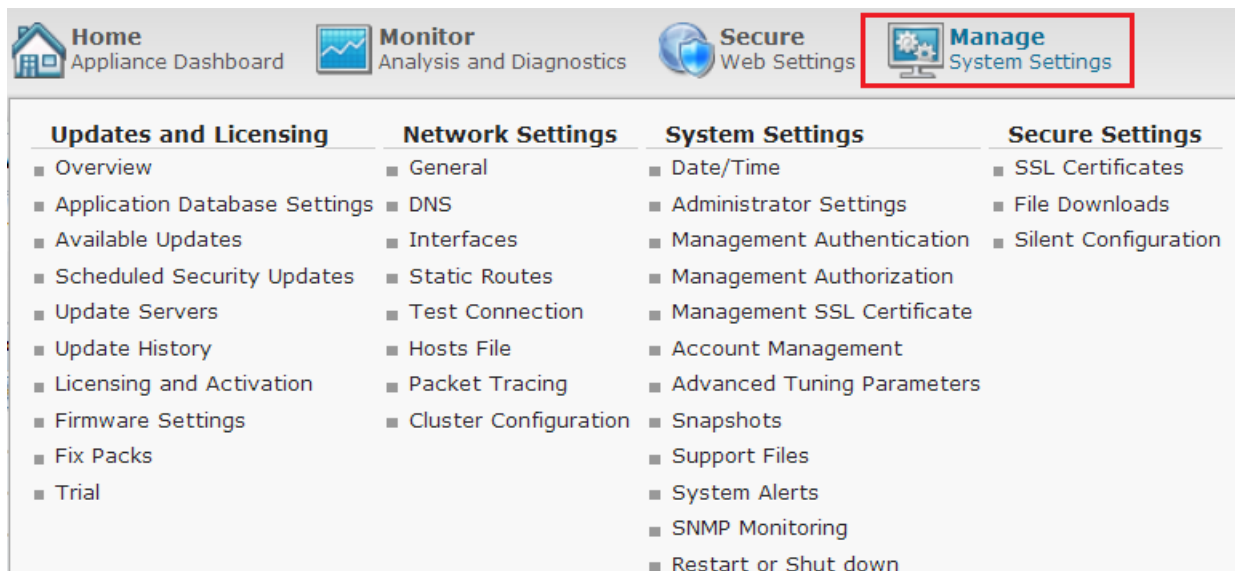 Home
Appliance Dashboard
Monitor
Analysis and Diagnostics
Secure
Web Settings
Manage
System Settings
Updates and Licensing
Overview
Application Database Settings
Available Updates
Scheduled Security Updates
Update Servers
Update History
Licensing and Activation
Firmware Settings
Fix Packs
Trial
Network Settings
General
DNS
Interfaces
Static Routes
Test Connection
Hosts File
Packet Tracing
Cluster Configuration
System Settings
Date/Time
Administrator Settings
Management Authentication
Management Authorization
Management SSL Certificate
Account Management
Advanced Tuning Parameters
Snapshots
Support Files
System Alerts
SNMP Monitoring
Restart or Shut down
Secure Settings
SSL Certificates
File Downloads
Silent Configuration